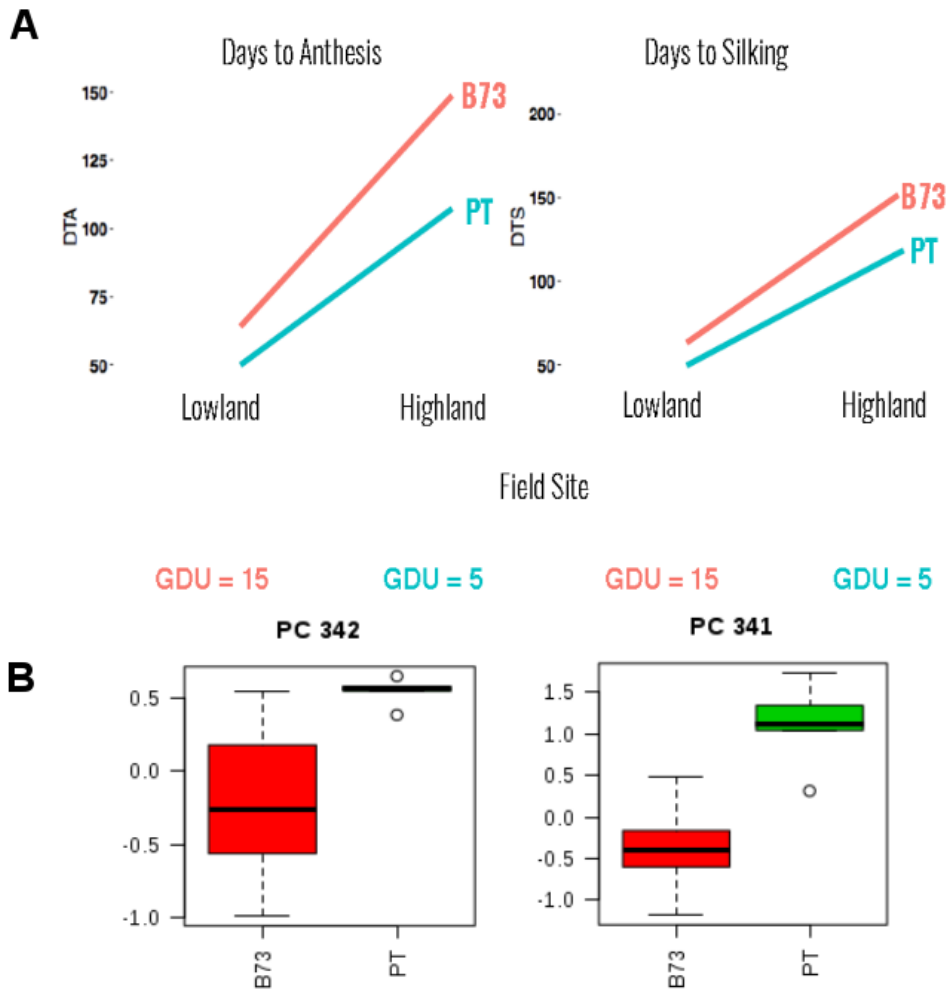 A
Days to Anthesis
Days to Silking
150
125
100
75
50
DTA
B73
PT
Lowland
Highland
200
150
100
50
DTS
B73
PT
Lowland
Highland
Field Site
GDU = 15
GDU = 5
GDU = 15
GDU = 5
B
PC 342
0.5
0.0
-0.5
-1.0
B73
PT
PC 341
1.5
1.0
0.5
0.0
-0.5
-1.0
B73
PT